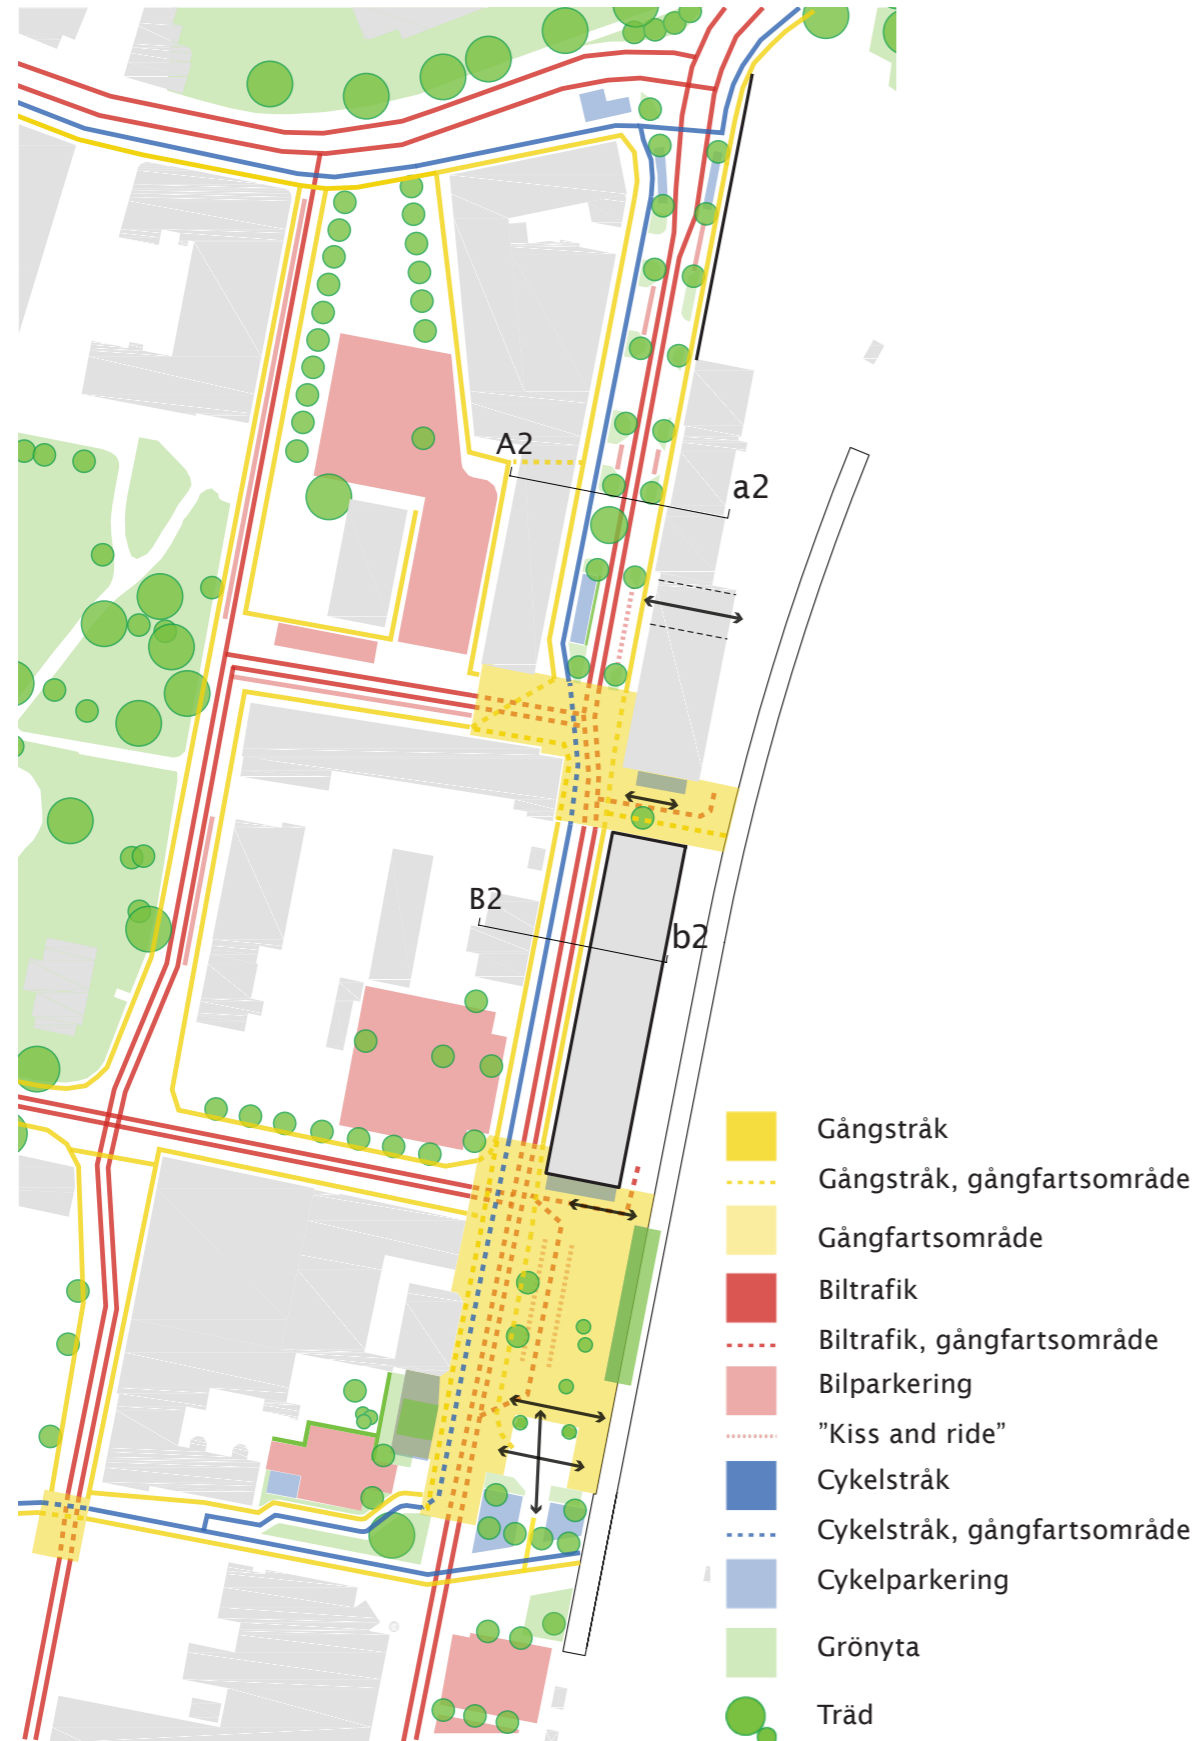 A2
a2
B2
b2
Gångstråk
Gångstråk, gångfartsområde
Gångfartsområde
Biltrafik
Biltrafik, gångfartsområde
Bilparkering
”Kiss and ride”
Cykelstråk
Cykelstråk, gångfartsområde
Cykelparkering
Grönyta
Träd